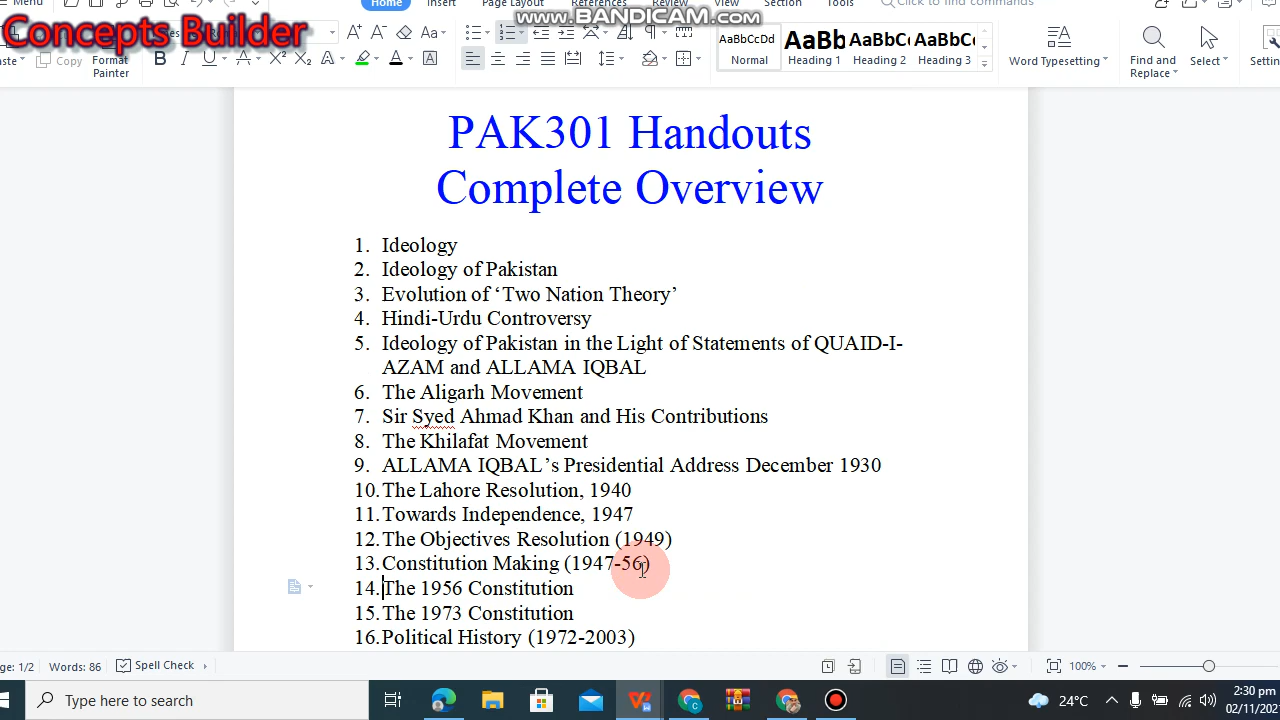 Menu Home Insert Page Layout References Review View Section Tools Click to find commands
www.BANDICAM.com
Concepts Builder
Copy Format Painter
AaBbCcDd AaBb AaBbC AaBbC
Normal Heading 1 Heading 2 Heading 3 Word Typesetting Find and Replace Select
PAK301 Handouts
Complete Overview
1. Ideology
2. Ideology of Pakistan
3. Evolution of ‘Two Nation Theory’
4. Hindi-Urdu Controversy
5. Ideology of Pakistan in the Light of Statements of QUAID-I-
AZAM and ALLAMA IQBAL
6. The Aligarh Movement
7. Sir Syed Ahmad Khan and His Contributions
8. The Khilafat Movement
9. ALLAMA IQBAL’s Presidential Address December 1930
10. The Lahore Resolution, 1940
11. Towards Independence, 1947
12. The Objectives Resolution (1949)
13. Constitution Making (1947-56)
14. The 1956 Constitution
15. The 1973 Constitution
16. Political History (1972-2003)
ge: 1/2 Words: 86 Spell Check 100%
Type here to search 24°C 2:30 pm
02/11/202